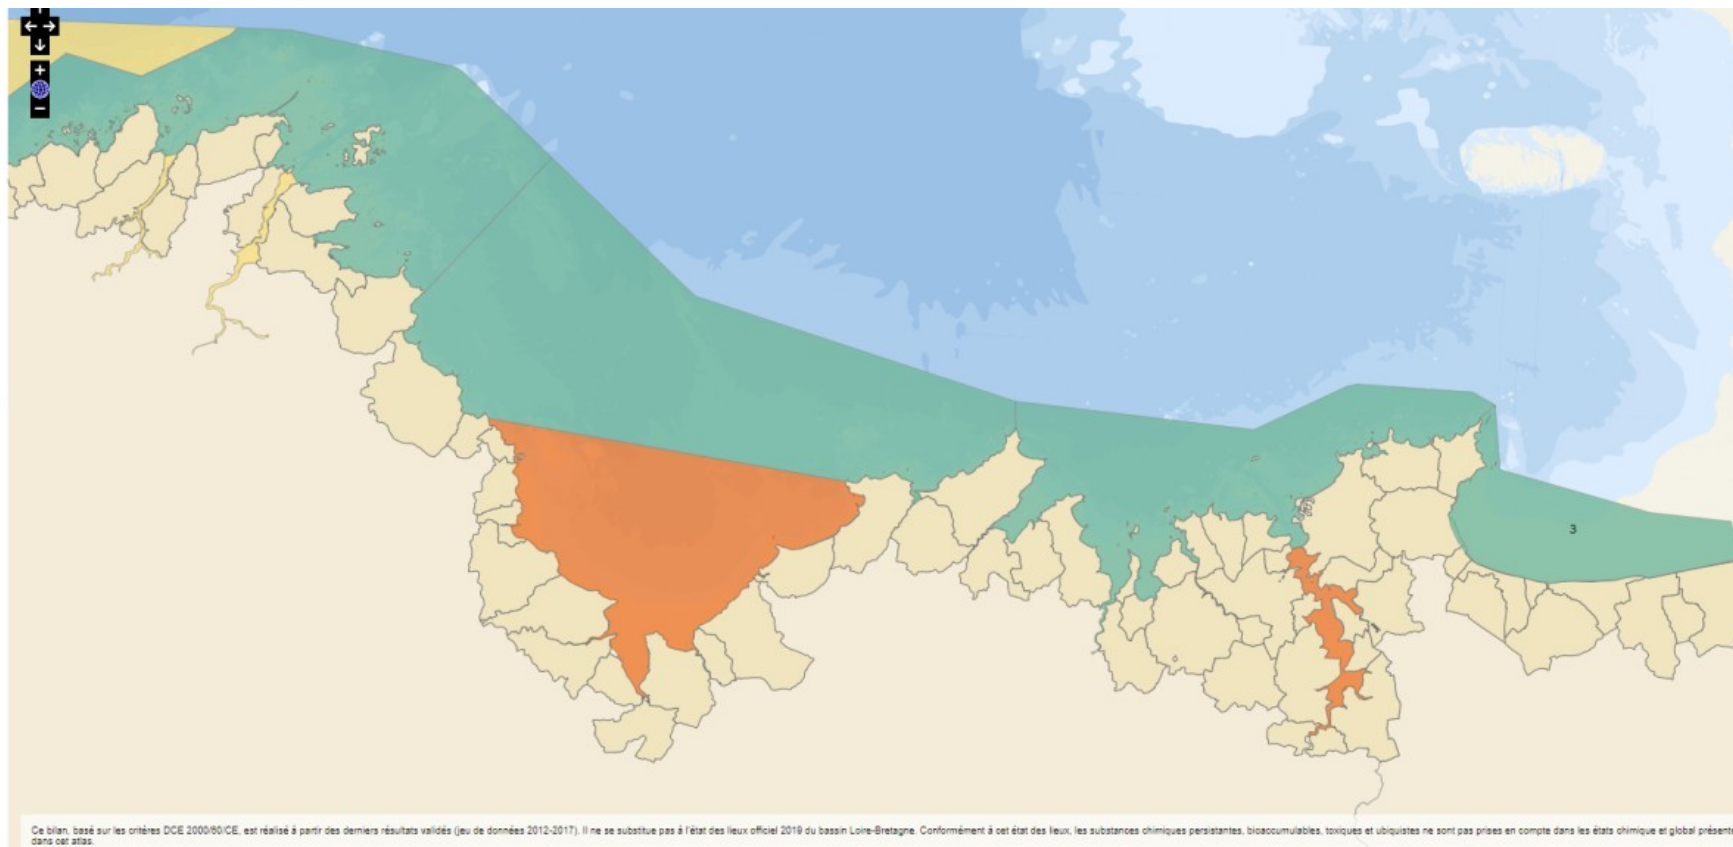 3
Ce bilan, basé sur les critères DCE 2000/60/CE, est réalisé à partir des derniers résultats validés (jeu de données 2012-2017). Il ne se substitue pas à l'état des lieux officiel 2019 du bassin Loire-Bretagne. Conformément à cet état des lieux, les substances chimiques persistantes, bioaccumulables, toxiques et ubiquistes ne sont pas prises en compte dans les états chimique et global présenté
dans cet atlas.